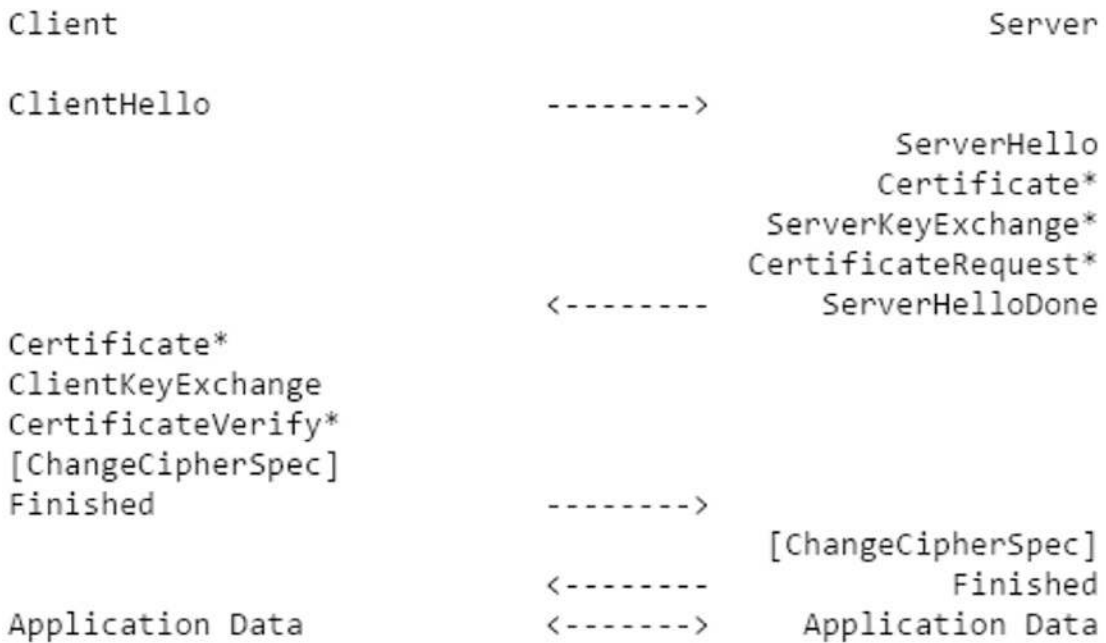 Client                                                Server
ClientHello                  -------->
                                                 ServerHello
                                                Certificate*
                                          ServerKeyExchange*
                                         CertificateRequest*
                             <--------       ServerHelloDone
Certificate*
ClientKeyExchange
CertificateVerify*
[ChangeCipherSpec]
Finished                     -------->
                                          [ChangeCipherSpec]
                             <--------              Finished
Application Data             <------->      Application Data